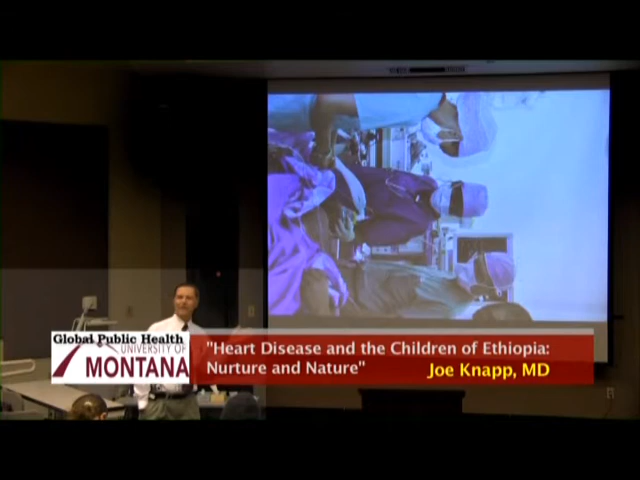 Global Public Health
UNIVERSITY OF
MONTANA
"Heart Disease and the Children of Ethiopia:
Nurture and Nature"
Joe Knapp, MD